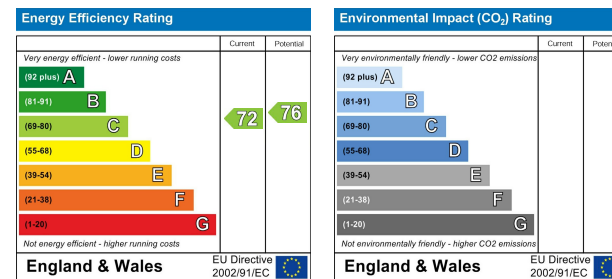 Energy Efficiency Rating
Current Potential
Very energy efficient - lower running costs
(92 plus) A
(81-91) B
(69-80) C
(55-68) D
(39-54) E
(21-38) F
(1-20) G
72
76
Not energy efficient - higher running costs
England & Wales
EU Directive
2002/91/EC
Environmental Impact (CO₂) Rating
Current Poten
Very environmentally friendly - lower CO2 emissions
(92 plus) A
(81-91) B
(69-80) C
(55-68) D
(39-54) E
(21-38) F
(1-20) G
Not environmentally friendly - higher CO2 emissions
England & Wales
EU Directive
2002/91/EC